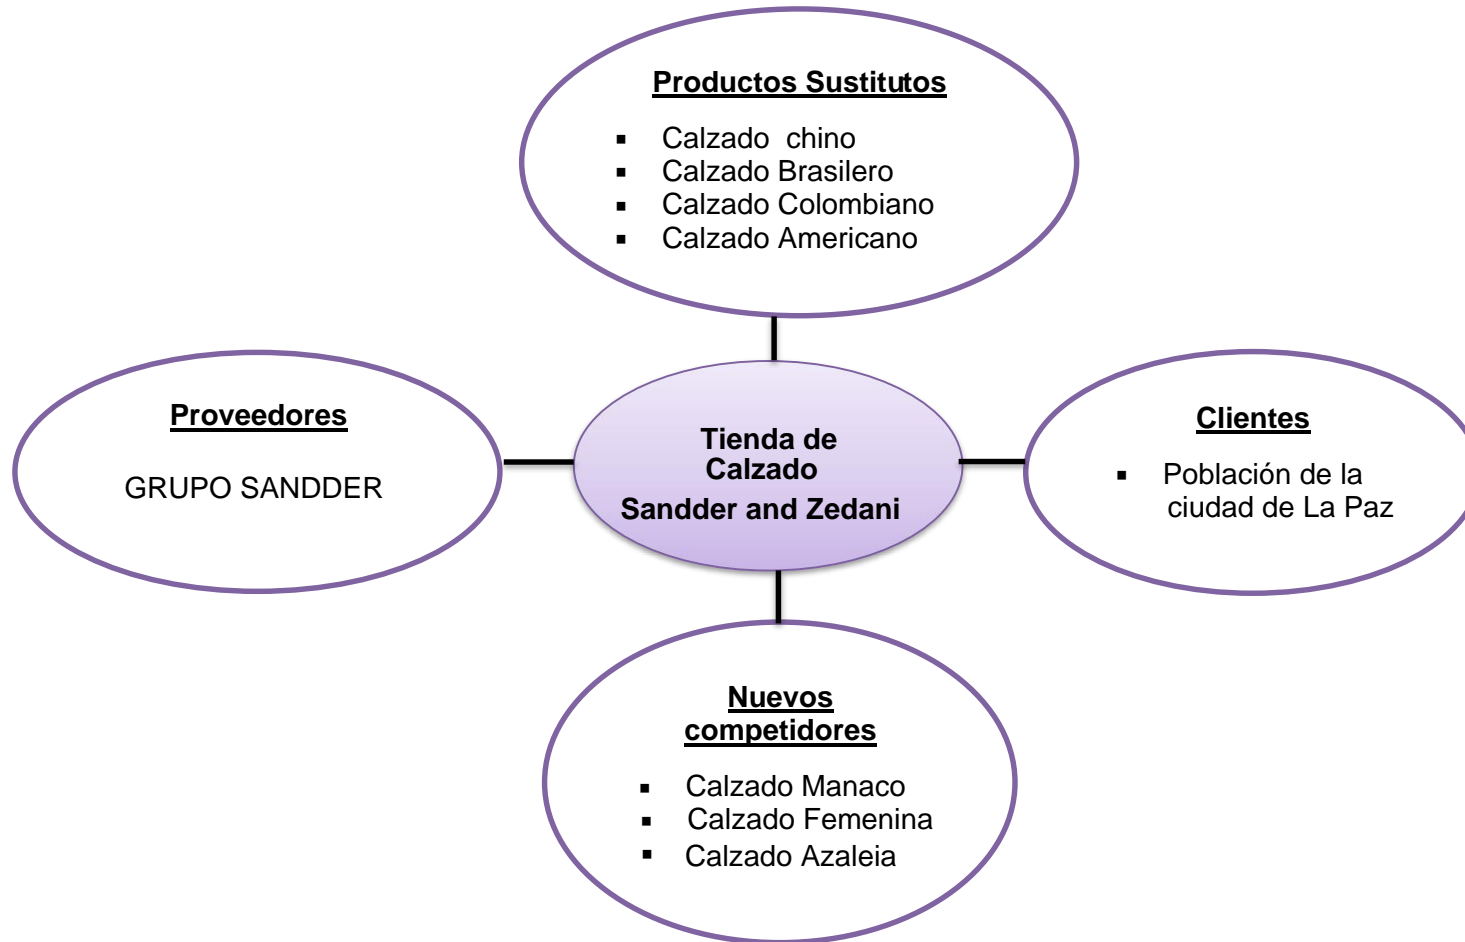 Productos Sustitutos
▪ Calzado chino
▪ Calzado Brasilero
▪ Calzado Colombiano
▪ Calzado Americano
Proveedores
GRUPO SANDDER
Tienda de
Calzado
Sandder and Zedani
Clientes
▪ Población de la
ciudad de La Paz
Nuevos
competidores
▪ Calzado Manaco
▪ Calzado Femenina
▪ Calzado Azaleia